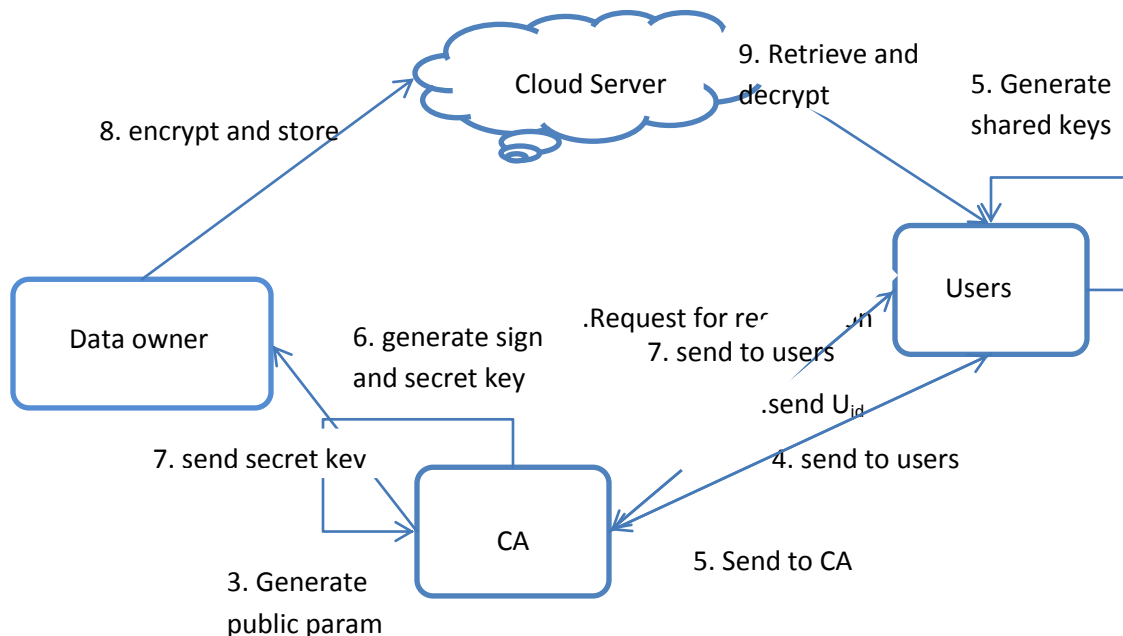 9. Retrieve and
decrypt
Cloud Server
5. Generate
shared keys
8. encrypt and store
Users
.Request for
7. send to users
Data owner
6. generate sign
and secret key
.send Uid
7. send secret key
4. send to users
CA
5. Send to CA
3. Generate
public param